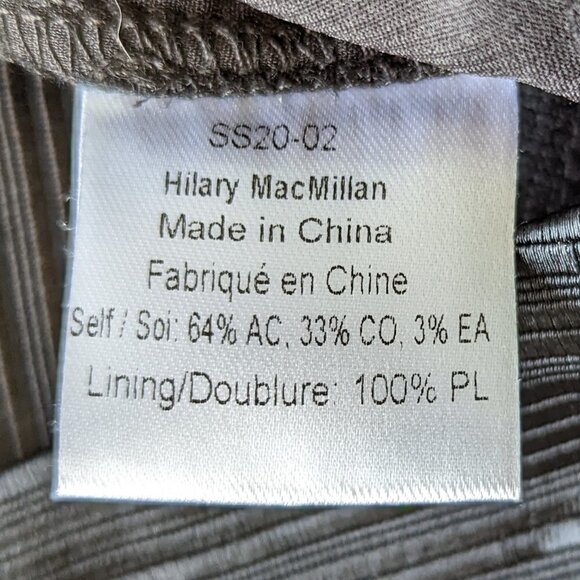 SS20-02
Hilary MacMillan
Made in China
Fabriqué en Chine
Self / Soi: 64% AC, 33% CO, 3% EA
Lining/Doublure: 100% PL